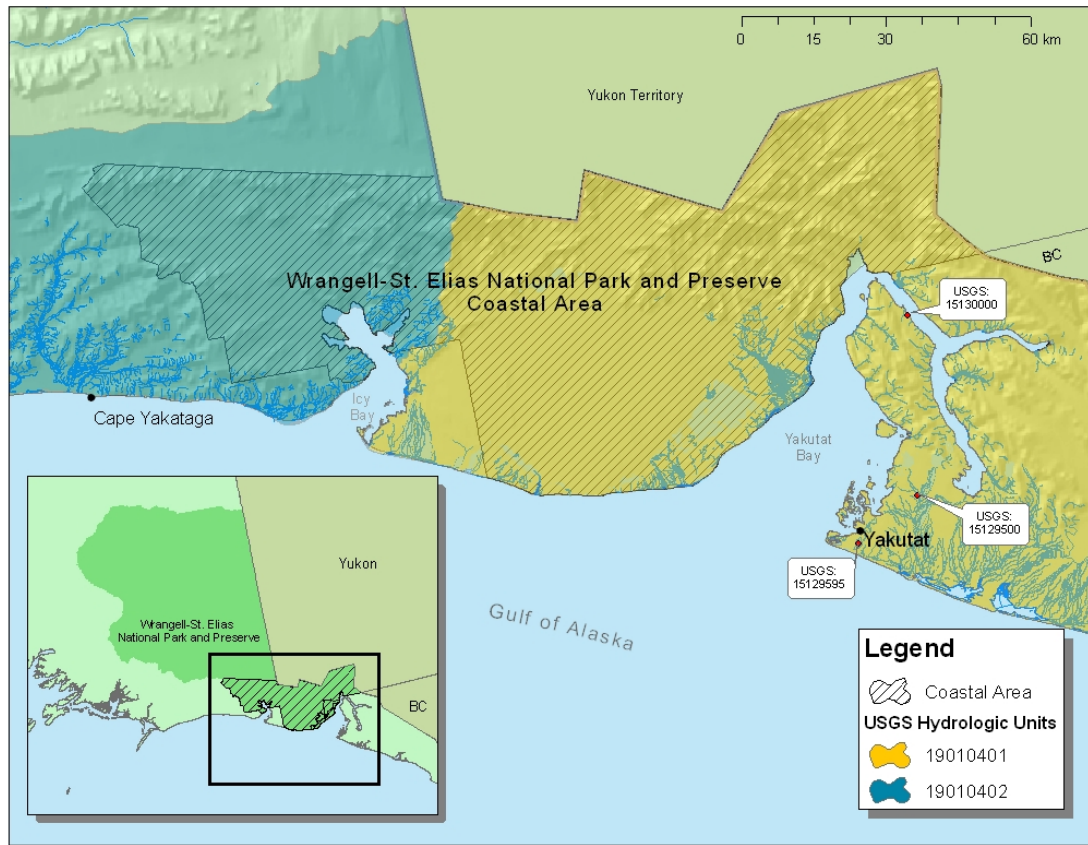 0 15 30 60 km
Yukon Territory
BC
Wrangell-St. Elias National Park and Preserve
Coastal Area
USGS:
15130000
Icy
Bay
Cape Yakataga
Yakutat
Bay
USGS:
15129500
Yakutat
USGS:
15129595
Gulf of Alaska
Yukon
Wrangell-St. Elias
National Park and Preserve
BC
Legend
Coastal Area
USGS Hydrologic Units
19010401
19010402